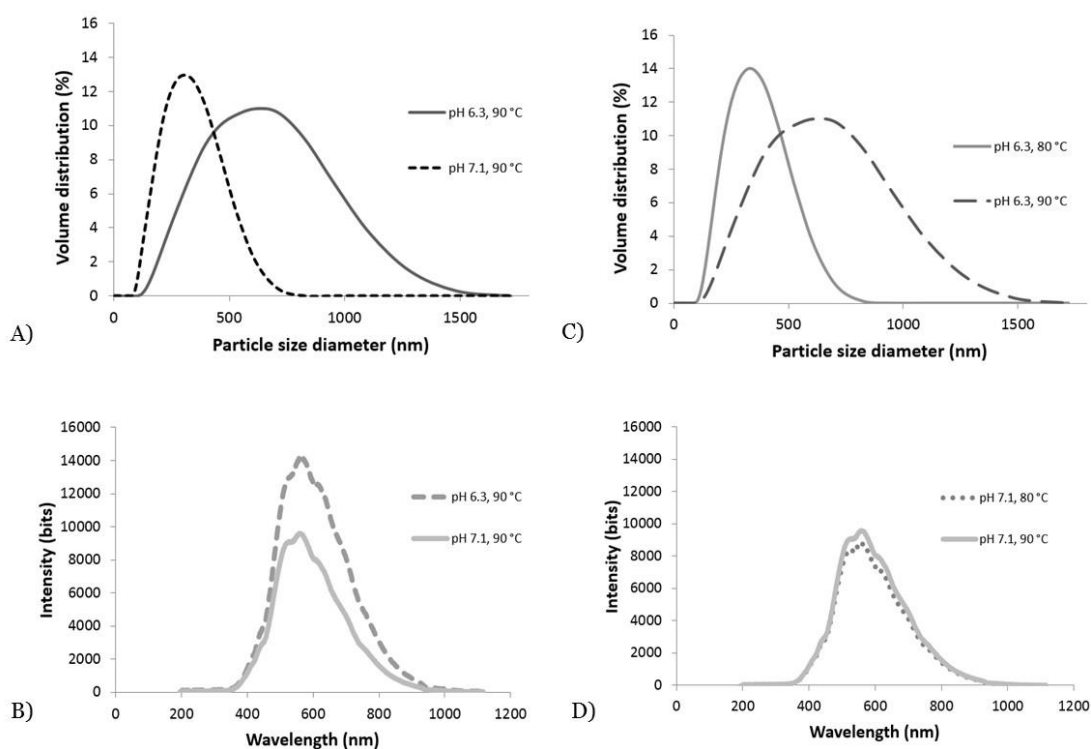 16
14
12
10
8
6
4
2
0
Volume distribution (%)
pH 6.3, 90 °C
pH 7.1, 90 °C
0 500 1000 1500
Particle size diameter (nm)
A)
16
14
12
10
8
6
4
2
0
Volume distribution (%)
pH 6.3, 80 °C
pH 6.3, 90 °C
0 500 1000 1500
Particle size diameter (nm)
C)
16000
14000
12000
10000
8000
6000
4000
2000
0
Intensity (bits)
pH 6.3, 90 °C
pH 7.1, 90 °C
0 200 400 600 800 1000 1200
Wavelength (nm)
B)
16000
14000
12000
10000
8000
6000
4000
2000
0
Intensity (bits)
pH 7.1, 80 °C
pH 7.1, 90 °C
0 200 400 600 800 1000 1200
Wavelength (nm)
D)